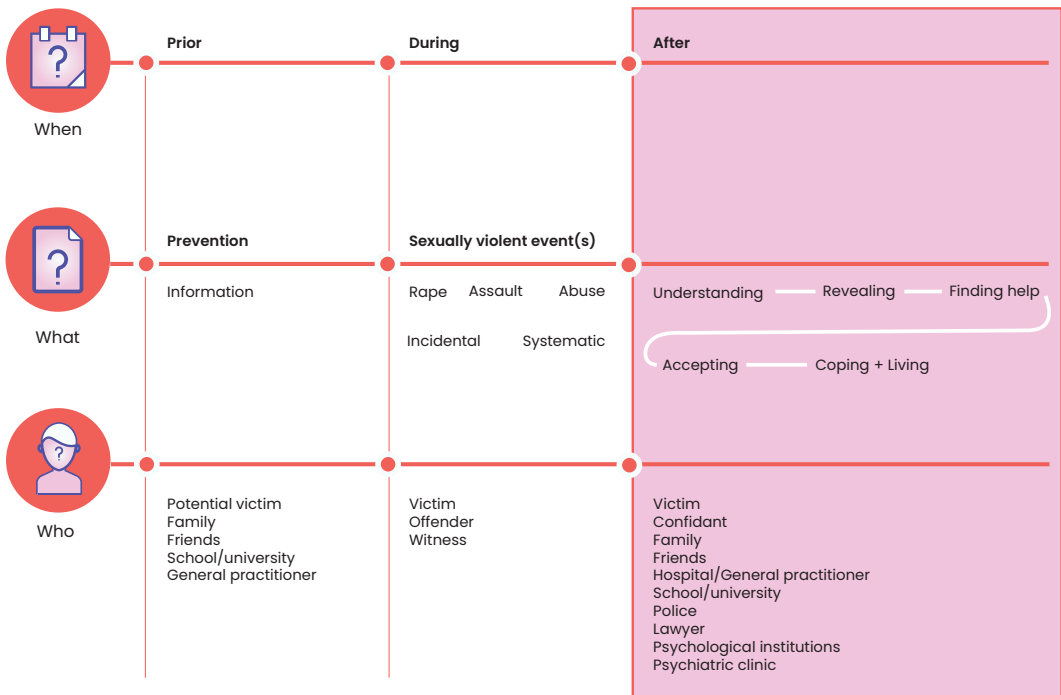 Prior During After
?
When
Prevention Sexually violent event(s)
?
Information Rape Assault Abuse Understanding Revealing Finding help
What
Incidental Systematic
Accepting Coping + Living
?
Who
Potential victim
Family
Friends
School/university
General practitioner
Victim
Offender
Witness
Victim
Confidant
Family
Friends
Hospital/General practitioner
School/university
Police
Lawyer
Psychological institutions
Psychiatric clinic